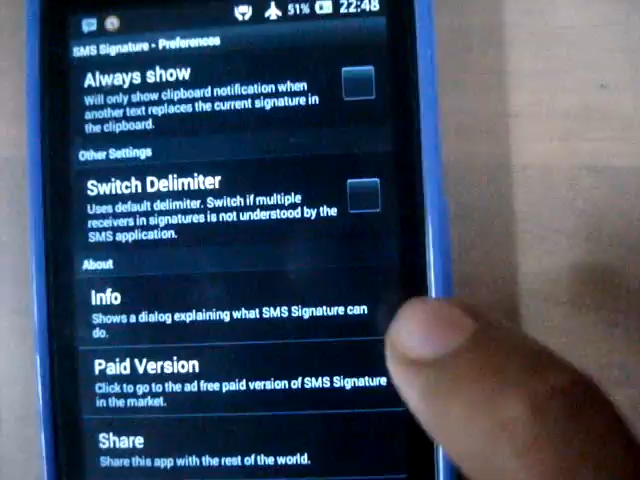 51% 22:48
SMS Signature - Preferences
Always show
Will only show clipboard notification when
another text replaces the current signature in
the clipboard.
Other Settings
Switch Delimiter
Uses default delimiter. Switch if multiple
receivers in signatures is not understood by the
SMS application.
About
Info
Shows a dialog explaining what SMS Signature can
do.
Paid Version
Click to go to the ad free paid version of SMS Signature
in the market.
Share
Share this app with the rest of the world.